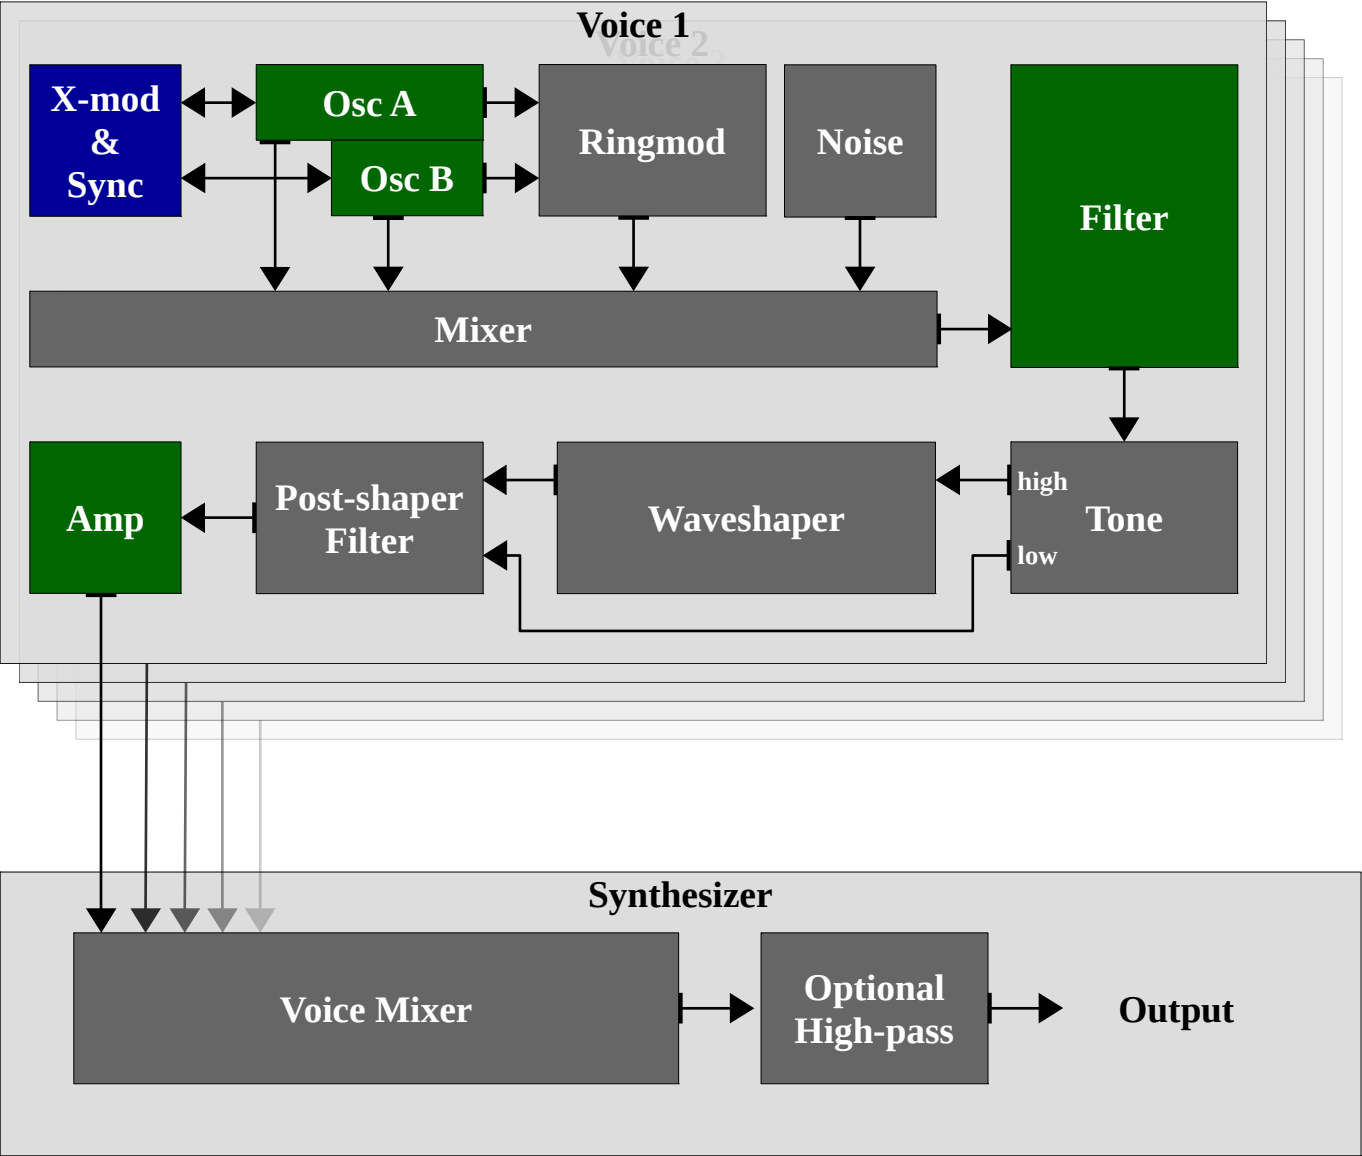 Voice 1
Voice 2
X-mod
&
Sync
Osc A
Osc B
Ringmod
Noise
Filter
Mixer
Amp
Post-shaper
Filter
Waveshaper
high
Tone
low
Synthesizer
Voice Mixer
Optional
High-pass
Output